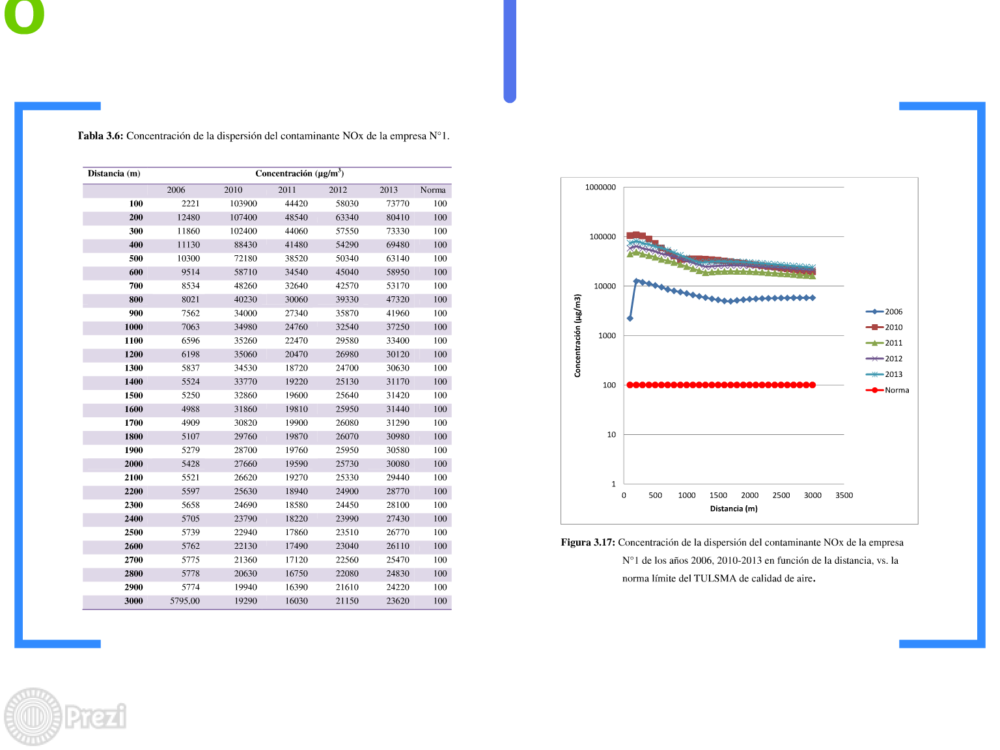 o
Tabla 3.6: Concentración de la dispersión del contaminante NOx de la empresa N°1.
Distancia (m) Concentración (µg/m³)
2006 2010 2011 2012 2013 Norma
100 2221 103900 44420 58030 73770 100
200 12480 107400 48540 63340 80410 100
300 11860 102400 44060 57550 73330 100
400 11130 88430 41480 54290 69480 100
500 10300 72180 38520 50340 63140 100
600 9514 58710 34540 45040 58950 100
700 8534 48260 32640 42570 53170 100
800 8021 40230 30060 39330 47320 100
900 7562 34000 27340 35870 41960 100
1000 7063 34980 24760 32540 37250 100
1100 6596 35260 22470 29580 33400 100
1200 6198 35060 20470 26980 30120 100
1300 5837 34530 18720 24700 30630 100
1400 5524 33770 19220 25130 31170 100
1500 5250 32860 19600 25640 31420 100
1600 4988 31860 19810 25950 31440 100
1700 4909 30820 19900 26080 31290 100
1800 5107 29760 19870 26070 30980 100
1900 5279 28700 19760 25950 30580 100
2000 5428 27660 19590 25730 30080 100
2100 5521 26620 19270 25330 29440 100
2200 5597 25630 18940 24900 28770 100
2300 5658 24690 18580 24450 28100 100
2400 5705 23790 18220 23990 27430 100
2500 5739 22940 17860 23510 26770 100
2600 5762 22130 17490 23040 26110 100
2700 5775 21360 17120 22560 25470 100
2800 5778 20630 16750 22080 24830 100
2900 5774 19940 16390 21610 24220 100
3000 5795,00 19290 16030 21150 23620 100
1000000
100000
10000
1000
100
10
1
Concentración (µg/m3)
0 500 1000 1500 2000 2500 3000 3500
Distancia (m)
2006
2010
2011
2012
2013
Norma
Figura 3.17: Concentración de la dispersión del contaminante NOx de la empresa
N°1 de los años 2006, 2010-2013 en función de la distancia, vs. la
norma límite del TULSMA de calidad de aire.
Prezi